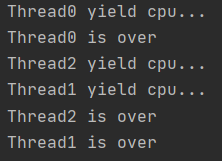 Thread0 yield cpu...
Thread0 is over
Thread2 yield cpu...
Thread1 yield cpu...
Thread2 is over
Thread1 is over